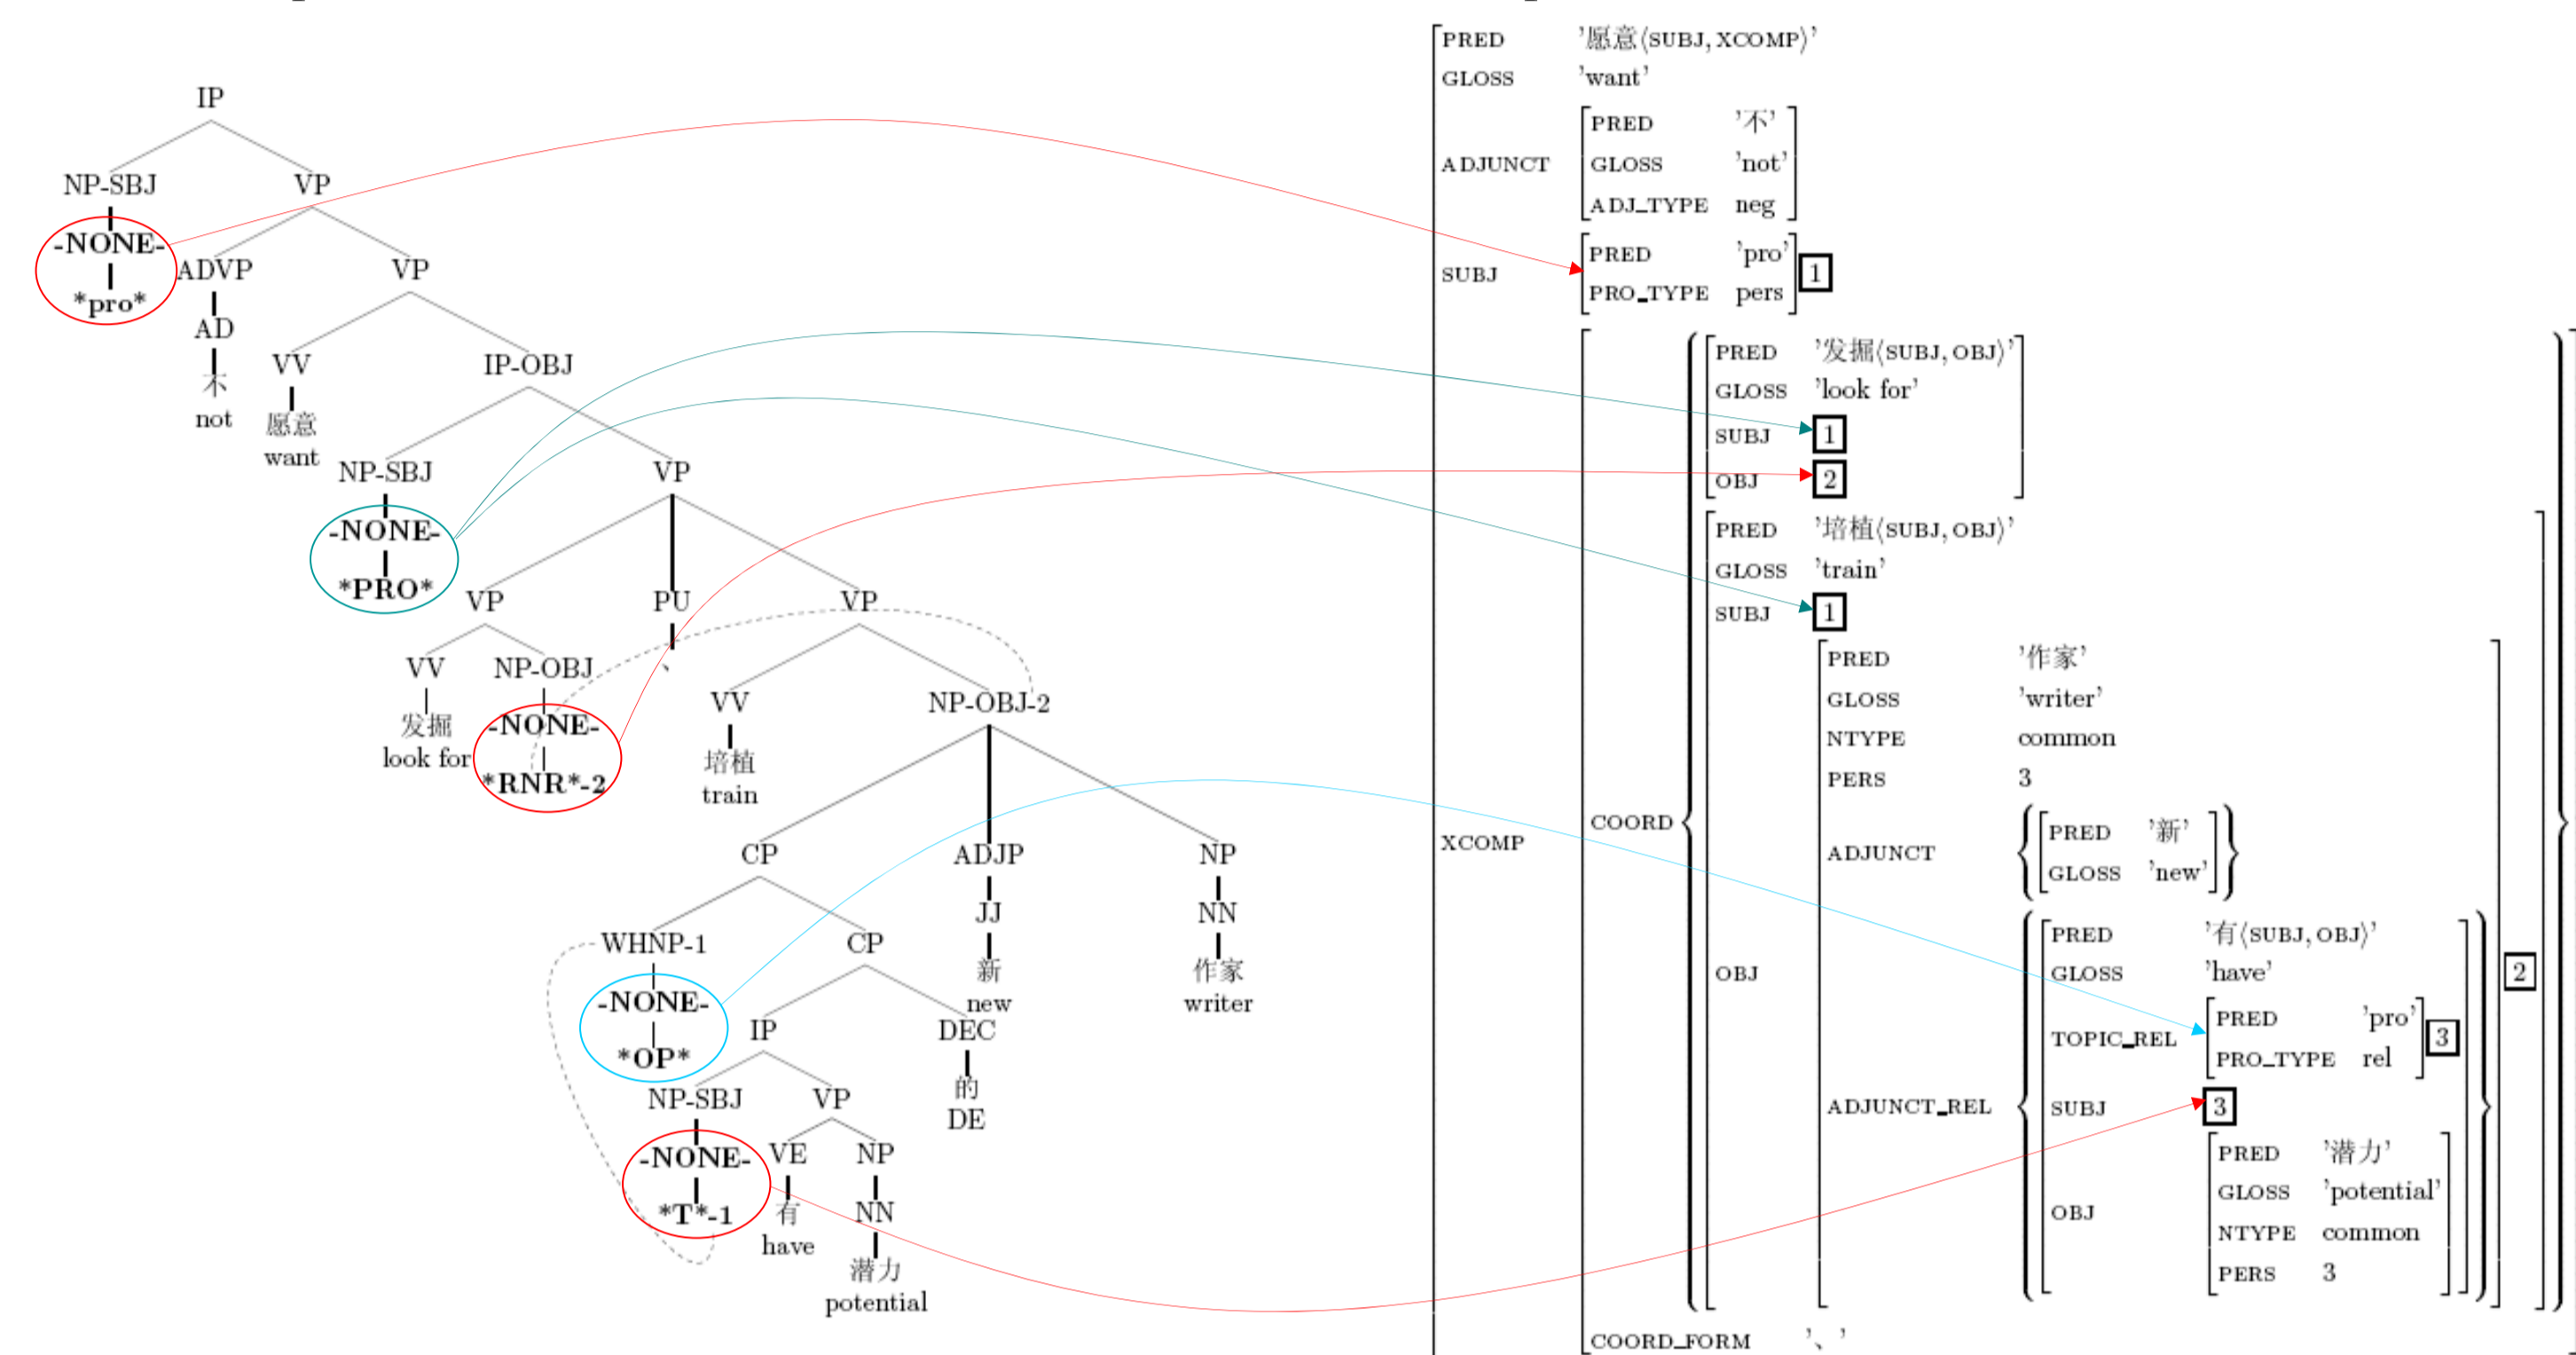 IP
NP-SBJ VP
-NONE-
*pro*
ADVP VP
AD
不
not
VV IP-OBJ
愿意
want
NP-SBJ VP
-NONE-
*PRO*
VP PU VP
、
VV NP-OBJ
发掘
look for
-NONE-
*RNR*-2
VV NP-OBJ-2
培植
train
CP ADJP NP
JJ NN
新 作家
new writer
WHNP-1 CP
-NONE-
*OP*
IP DEC
的
DE
NP-SBJ VP
-NONE-
*T*-1
VE NP
有 NN
have
潜力
potential
PRED '愿意⟨SUBJ, XCOMP⟩'
GLOSS 'want'
ADJUNCT
PRED '不'
GLOSS 'not'
ADJ_TYPE neg
SUBJ
PRED 'pro'
PRO_TYPE pers
1
XCOMP
COORD
PRED '发掘⟨SUBJ, OBJ⟩'
GLOSS 'look for'
SUBJ 1
OBJ 2
PRED '培植⟨SUBJ, OBJ⟩'
GLOSS 'train'
SUBJ 1
OBJ
PRED '作家'
GLOSS 'writer'
NTYPE common
PERS 3
ADJUNCT
PRED '新'
GLOSS 'new'
ADJUNCT_REL
PRED '有⟨SUBJ, OBJ⟩'
GLOSS 'have'
TOPIC_REL
PRED 'pro'
PRO_TYPE rel
3
SUBJ 3
OBJ
PRED '潜力'
GLOSS 'potential'
NTYPE common
PERS 3
2
COORD_FORM '、'